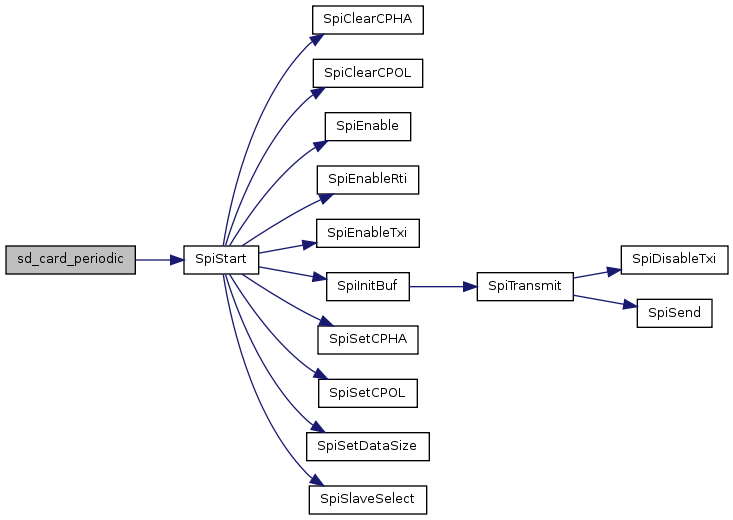 sd_card_periodic
SpiStart
SpiClearCPHA
SpiClearCPOL
SpiEnable
SpiEnableRti
SpiEnableTxi
SpiInitBuf
SpiSetCPHA
SpiSetCPOL
SpiSetDataSize
SpiSlaveSelect
SpiTransmit
SpiDisableTxi
SpiSend